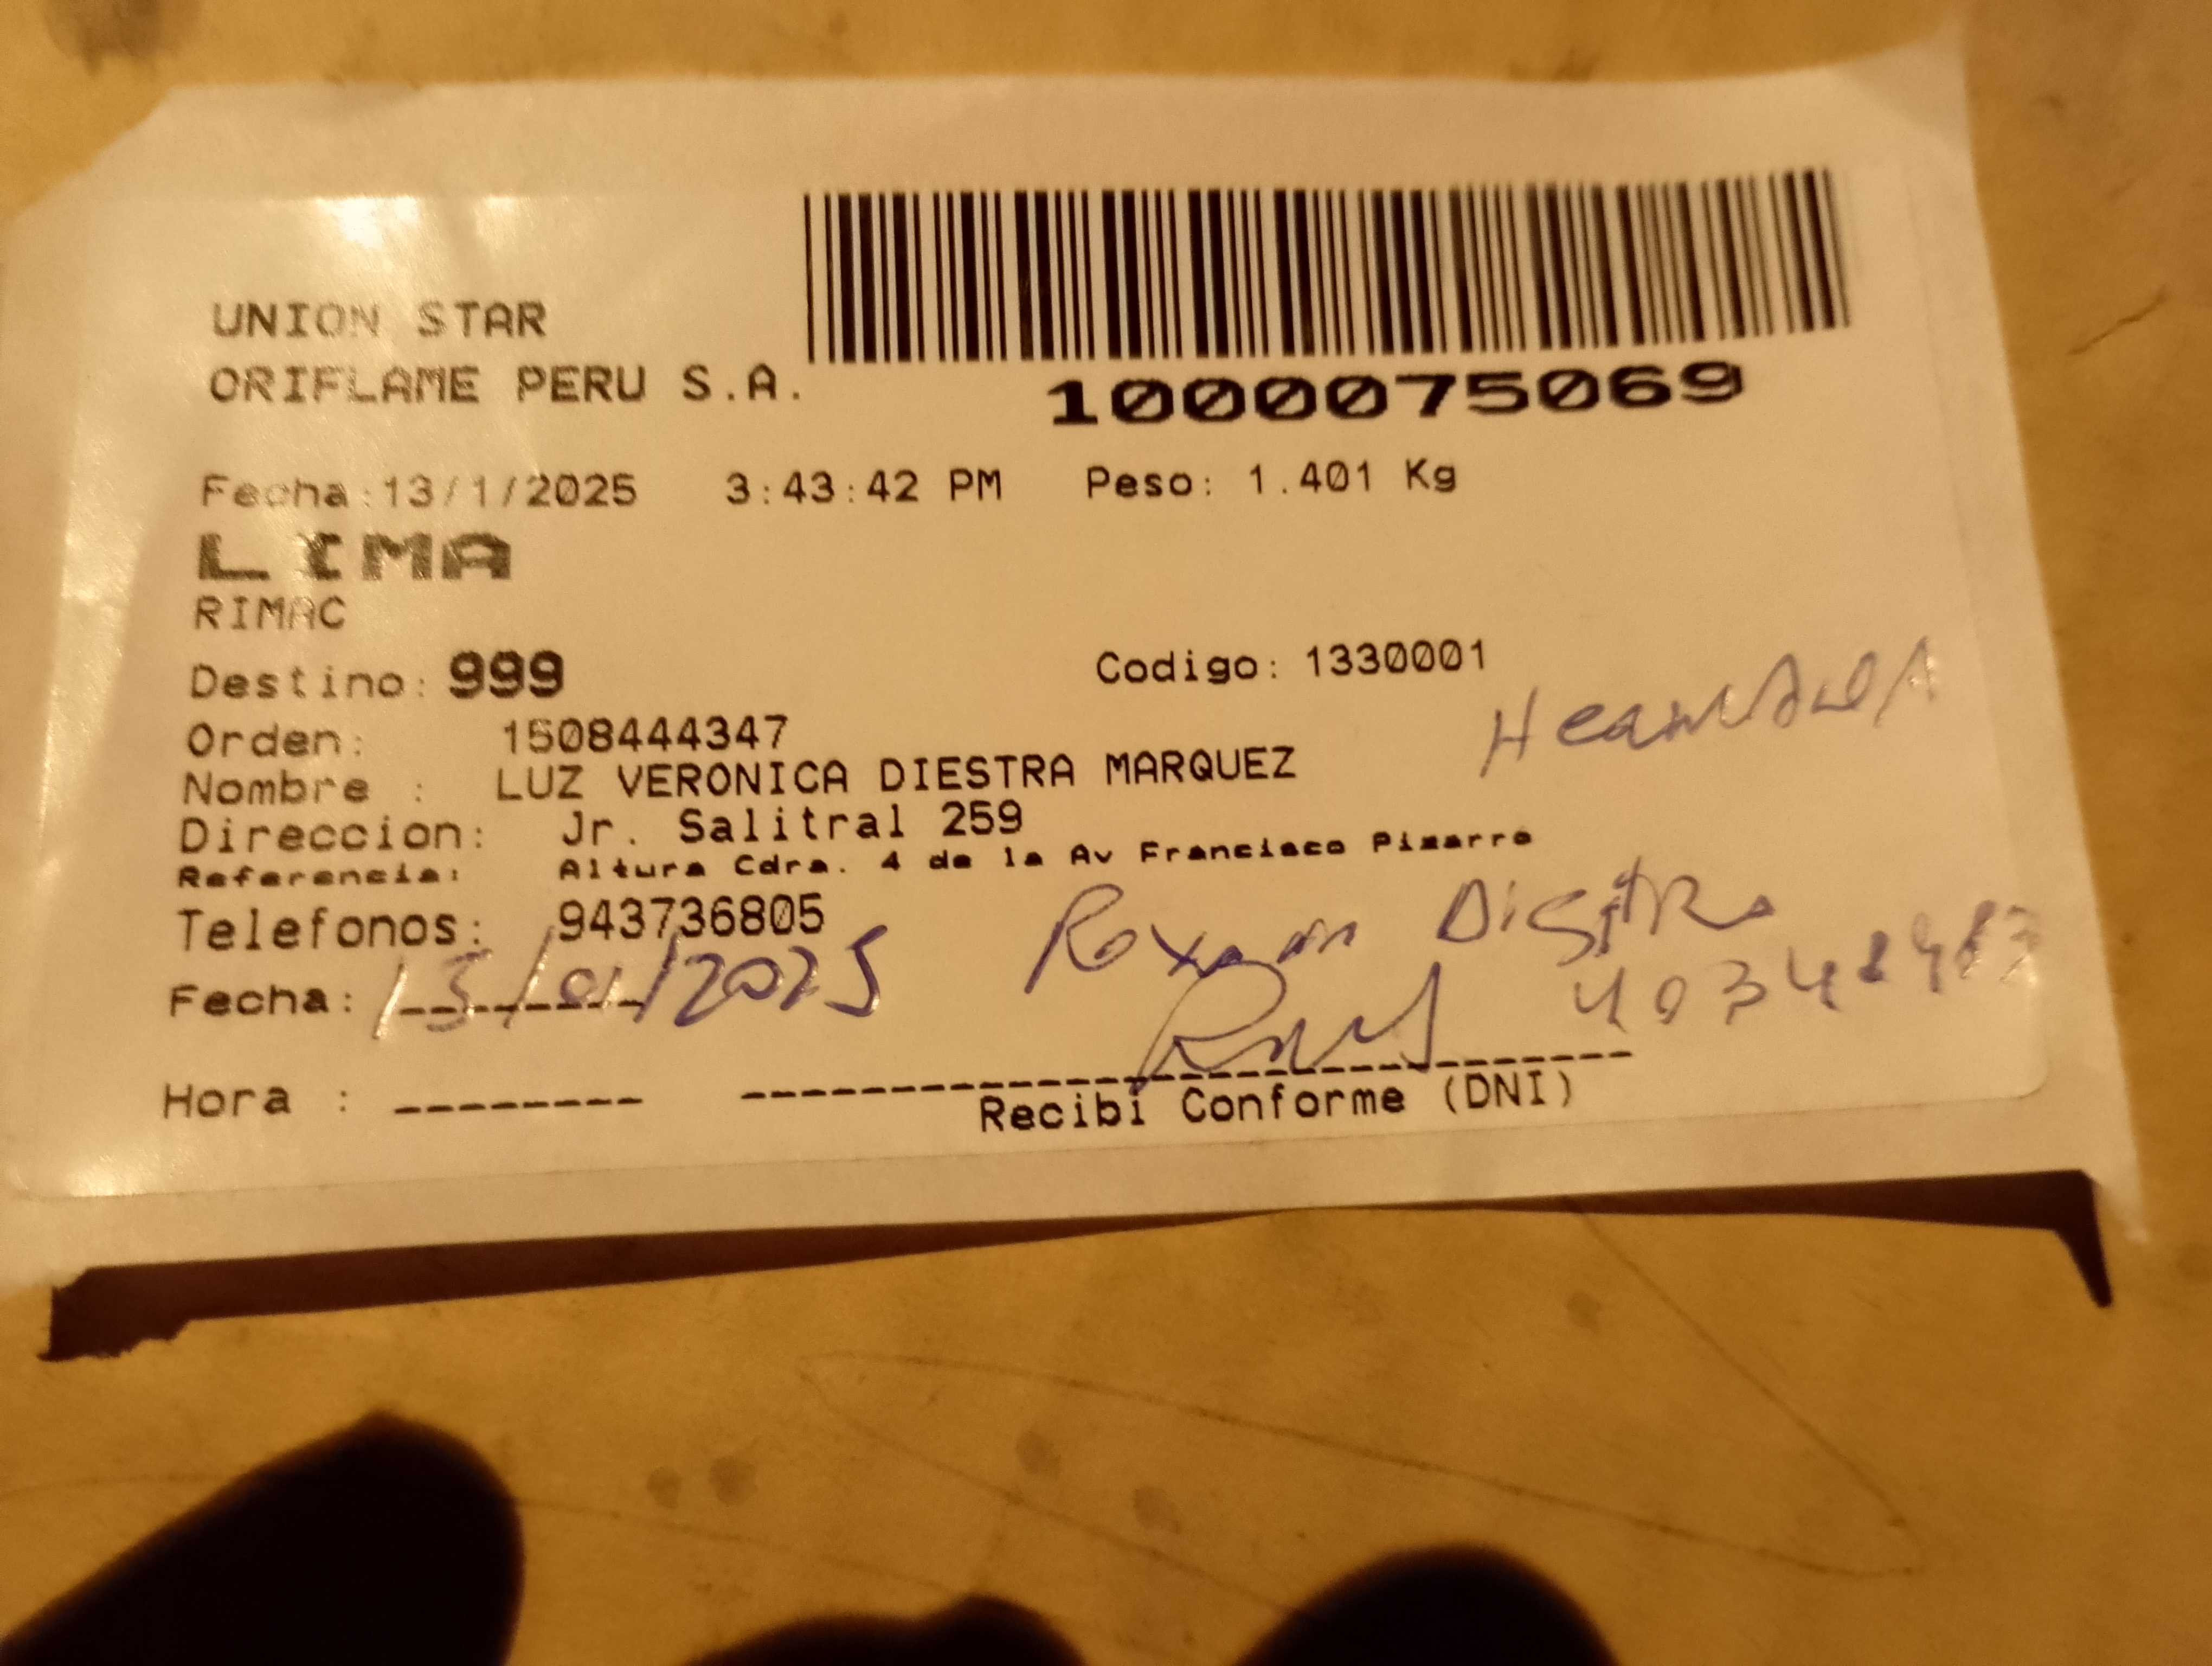 UNION STAR
ORIFLAME PERU S.A.
1000075069
Fecha:13/1/2025 3:43:42 PM Peso: 1.401 Kg
LIMA
RIMAC
Destino: 999 Codigo: 1330001
Orden: 1508444347
Nombre : LUZ VERONICA DIESTRA MARQUEZ
Direccion: Jr. Salitral 259
Referencia: Altura Cdra. 4 de la Av Francisco Pizarro
Telefonos: 943736805
Fecha: /01/2025
Hora :
Recibi Conforme (DNI)